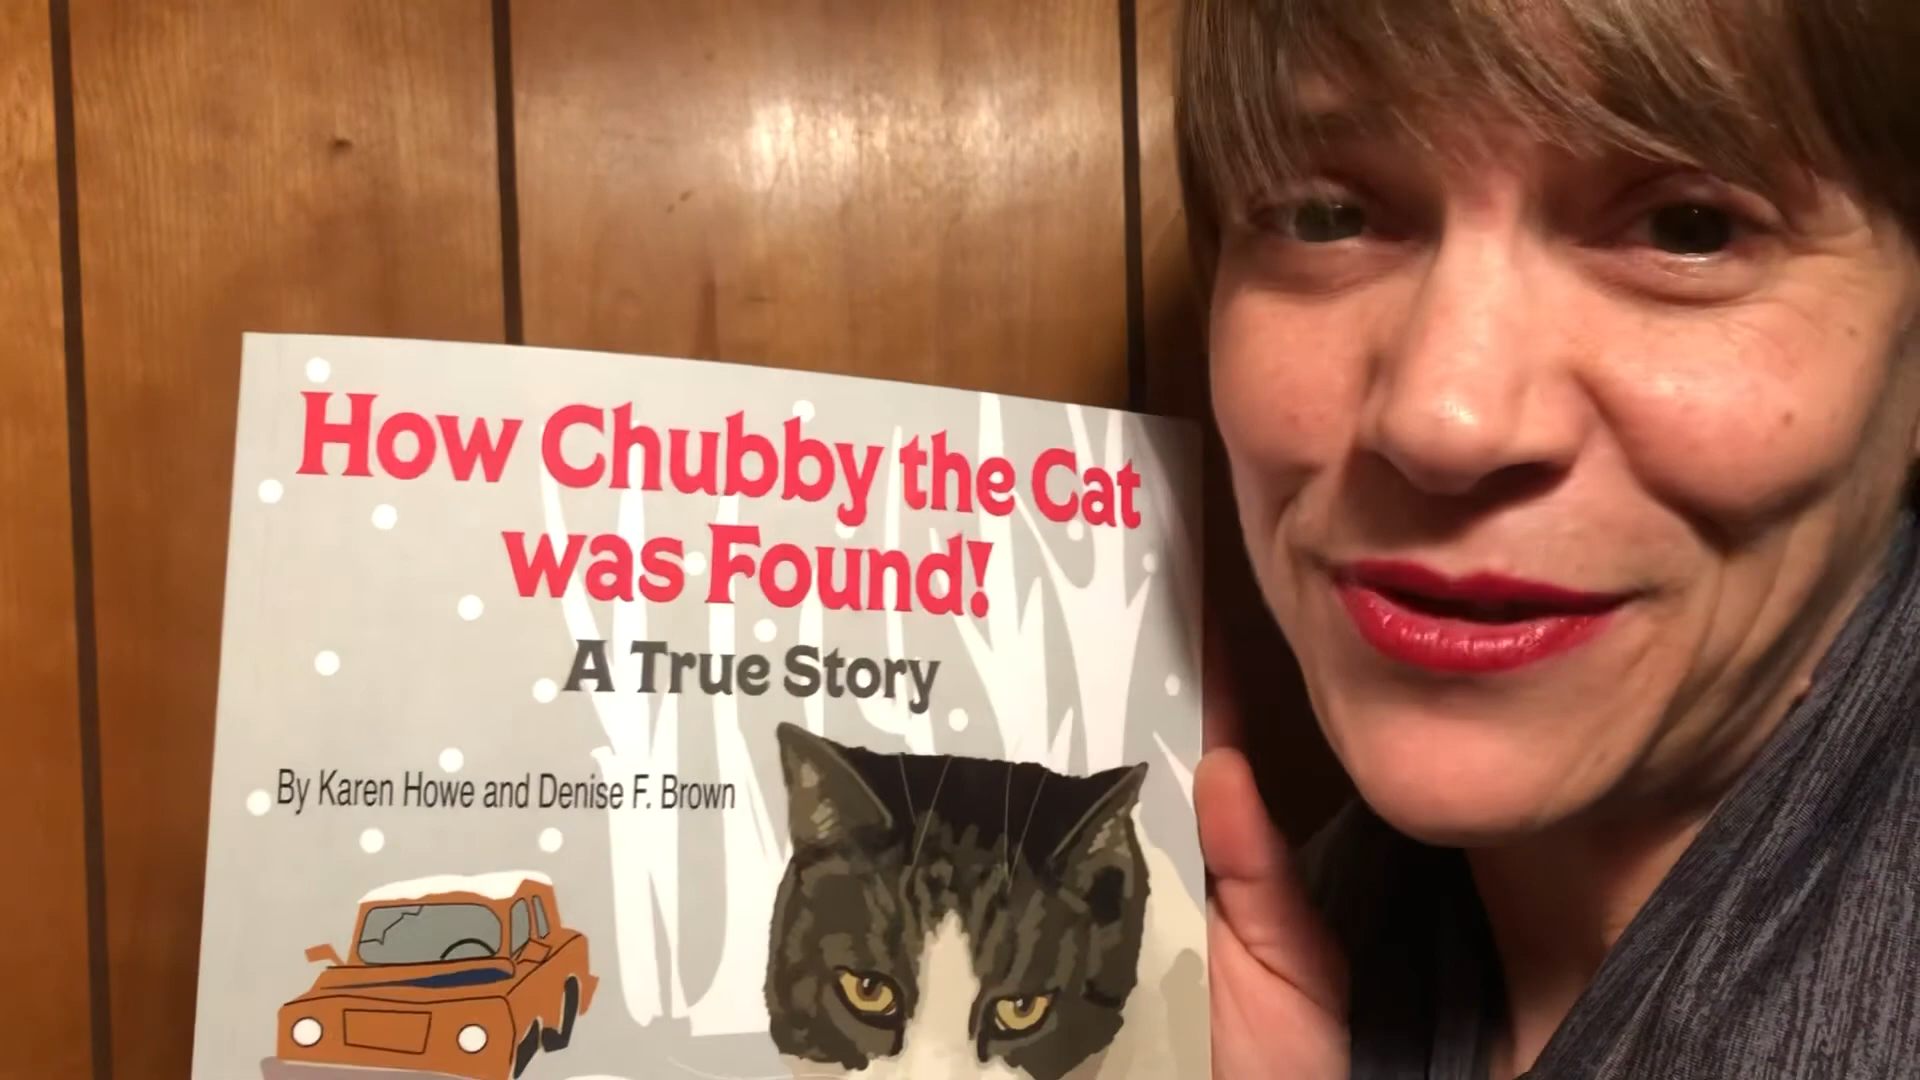 How Chubby the Cat
was Found!
A True Story
By Karen Howe and Denise F. Brown